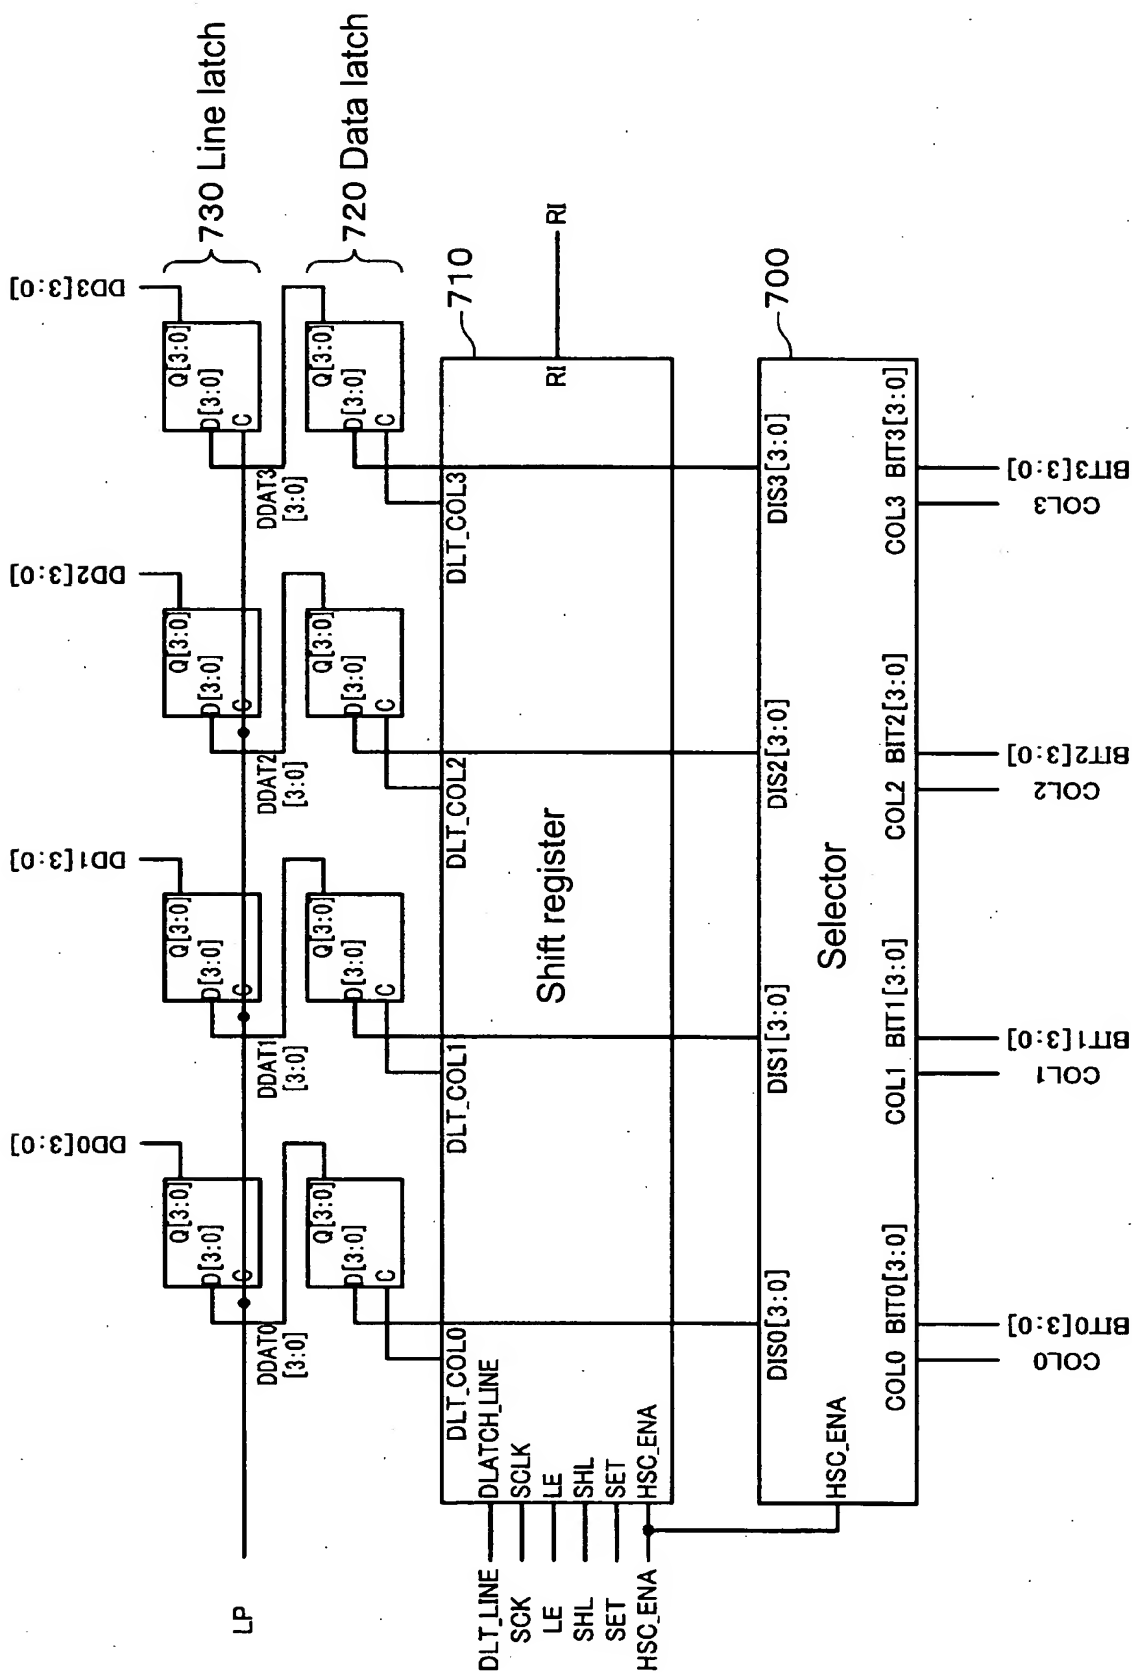 730 Line latch
720 Data latch
710
700
DD0[3:0]
DD1[3:0]
DD2[3:0]
DD3[3:0]
Q[3:0]
D[3:0]
C
Q[3:0]
D[3:0]
C
Q[3:0]
D[3:0]
C
Q[3:0]
D[3:0]
C
LP
DDAT0
[3:0]
DDAT1
[3:0]
DDAT2
[3:0]
DDAT3
[3:0]
Q[3:0]
D[3:0]
C
Q[3:0]
D[3:0]
C
Q[3:0]
D[3:0]
C
Q[3:0]
D[3:0]
C
DLT_COL0
DLT_COL1
DLT_COL2
DLT_COL3
DLT_LINE
DLATCH_LINE
SCK
SCLK
LE
LE
SHL
SHL
SET
SET
HSC_ENA
HSC_ENA
Shift register
RI
RI
DIS0[3:0]
DIS1[3:0]
DIS2[3:0]
DIS3[3:0]
HSC_ENA
Selector
COL0
BIT0[3:0]
COL1
BIT1[3:0]
COL2
BIT2[3:0]
COL3
BIT3[3:0]
COL0
BIT0[3:0]
COL1
BIT1[3:0]
COL2
BIT2[3:0]
COL3
BIT3[3:0]